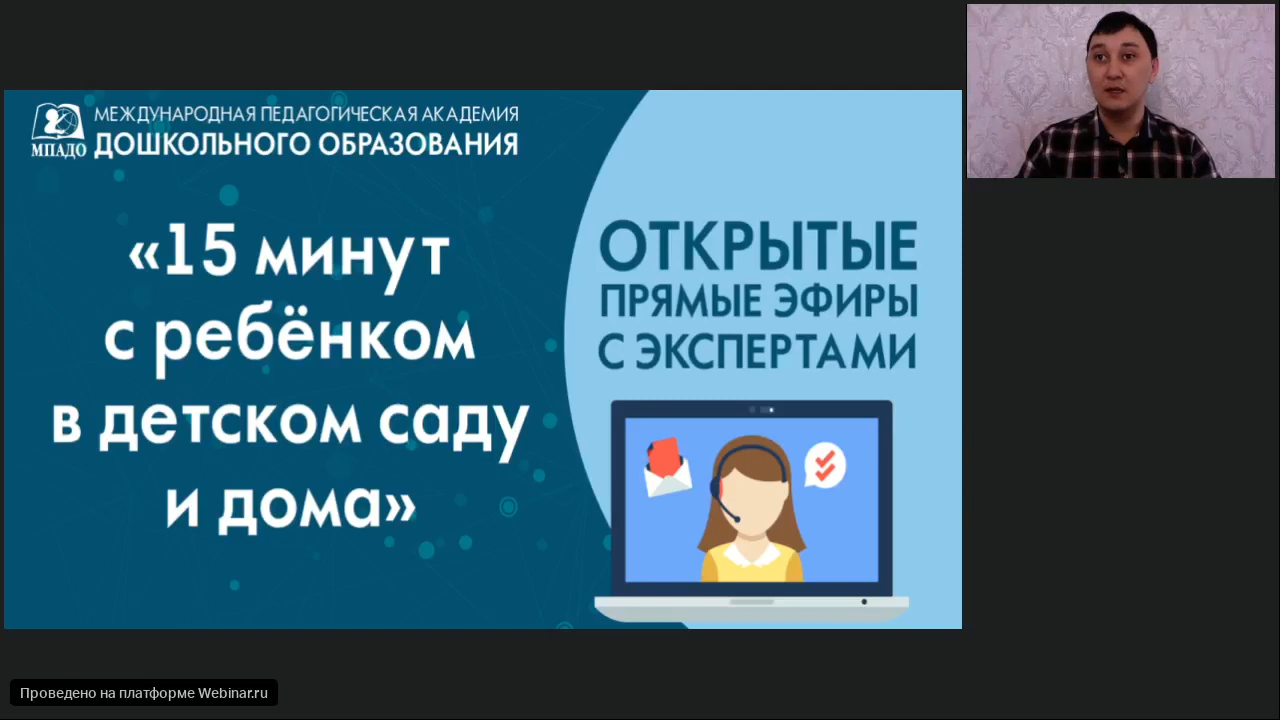 МЕЖДУНАРОДНАЯ ПЕДАГОГИЧЕСКАЯ АКАДЕМИЯ
ДОШКОЛЬНОГО ОБРАЗОВАНИЯ
МПАДО
«15 минут
с ребёнком
в детском саду
и дома»
ОТКРЫТЫЕ
ПРЯМЫЕ ЭФИРЫ
С ЭКСПЕРТАМИ
Проведено на платформе Webinar.ru